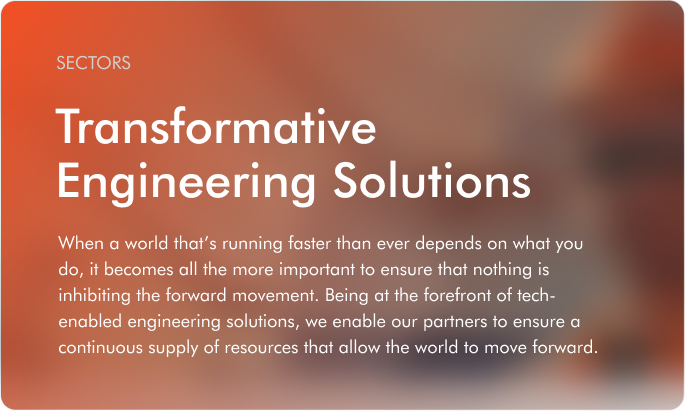 SECTORS
Transformative
Engineering Solutions
When a world that’s running faster than ever depends on what you
do, it becomes all the more important to ensure that nothing is
inhibiting the forward movement. Being at the forefront of tech-
enabled engineering solutions, we enable our partners to ensure a
continuous supply of resources that allow the world to move forward.